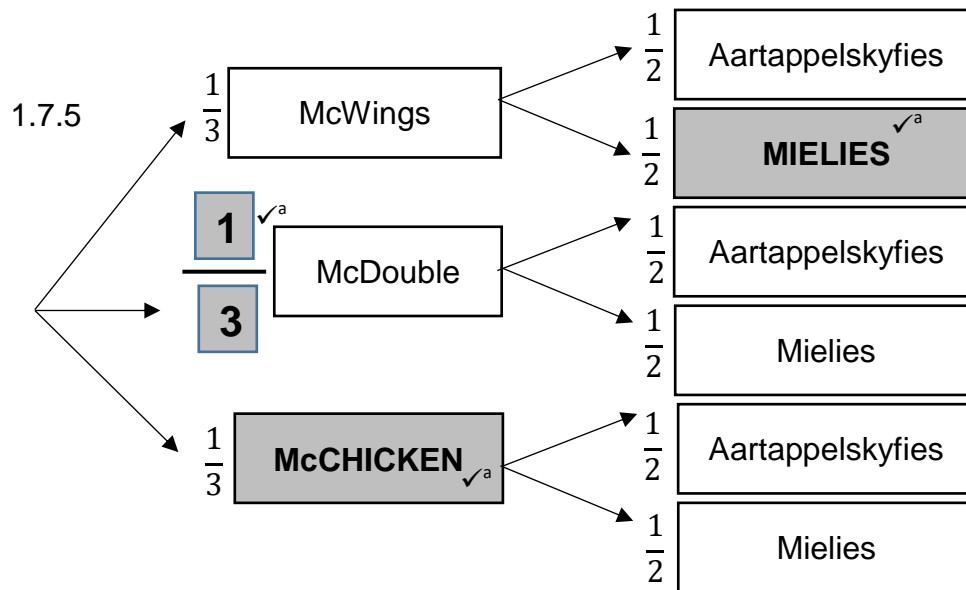 1.7.5
1/3
McWings
1/2
Aartappelskyfies
1/2
MIELIES ✓a
1
3
✓a
McDouble
1/2
Aartappelskyfies
1/2
Mielies
1/3
McCHICKEN ✓a
1/2
Aartappelskyfies
1/2
Mielies